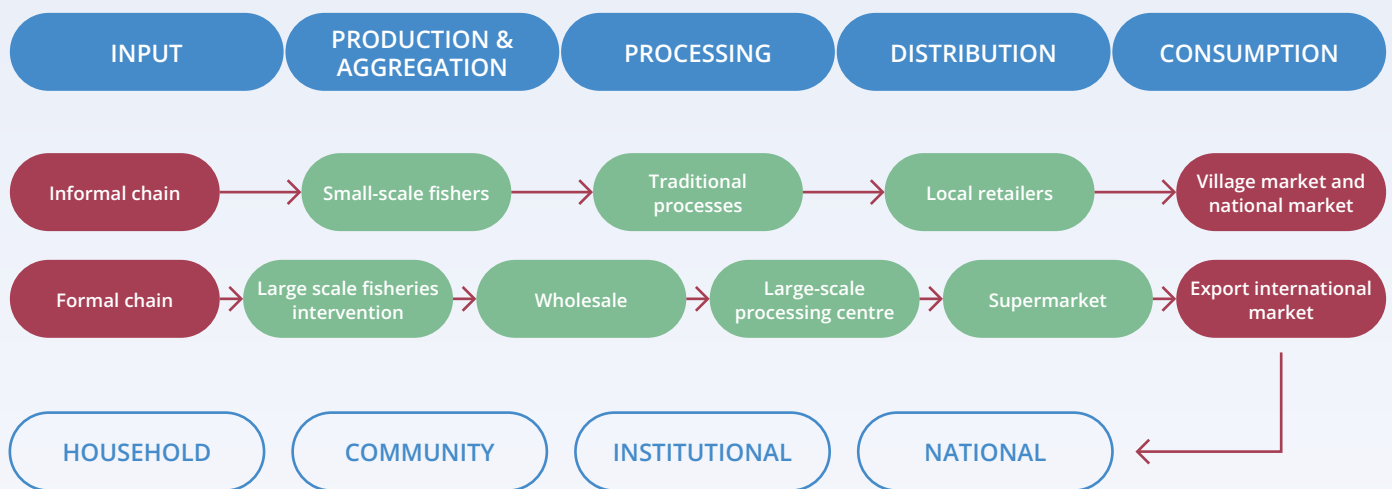 INPUT
PRODUCTION &
AGGREGATION
PROCESSING
DISTRIBUTION
CONSUMPTION
Informal chain
Small-scale fishers
Traditional
processes
Local retailers
Village market and
national market
Formal chain
Large scale fisheries
intervention
Wholesale
Large-scale
processing centre
Supermarket
Export international
market
HOUSEHOLD
COMMUNITY
INSTITUTIONAL
NATIONAL